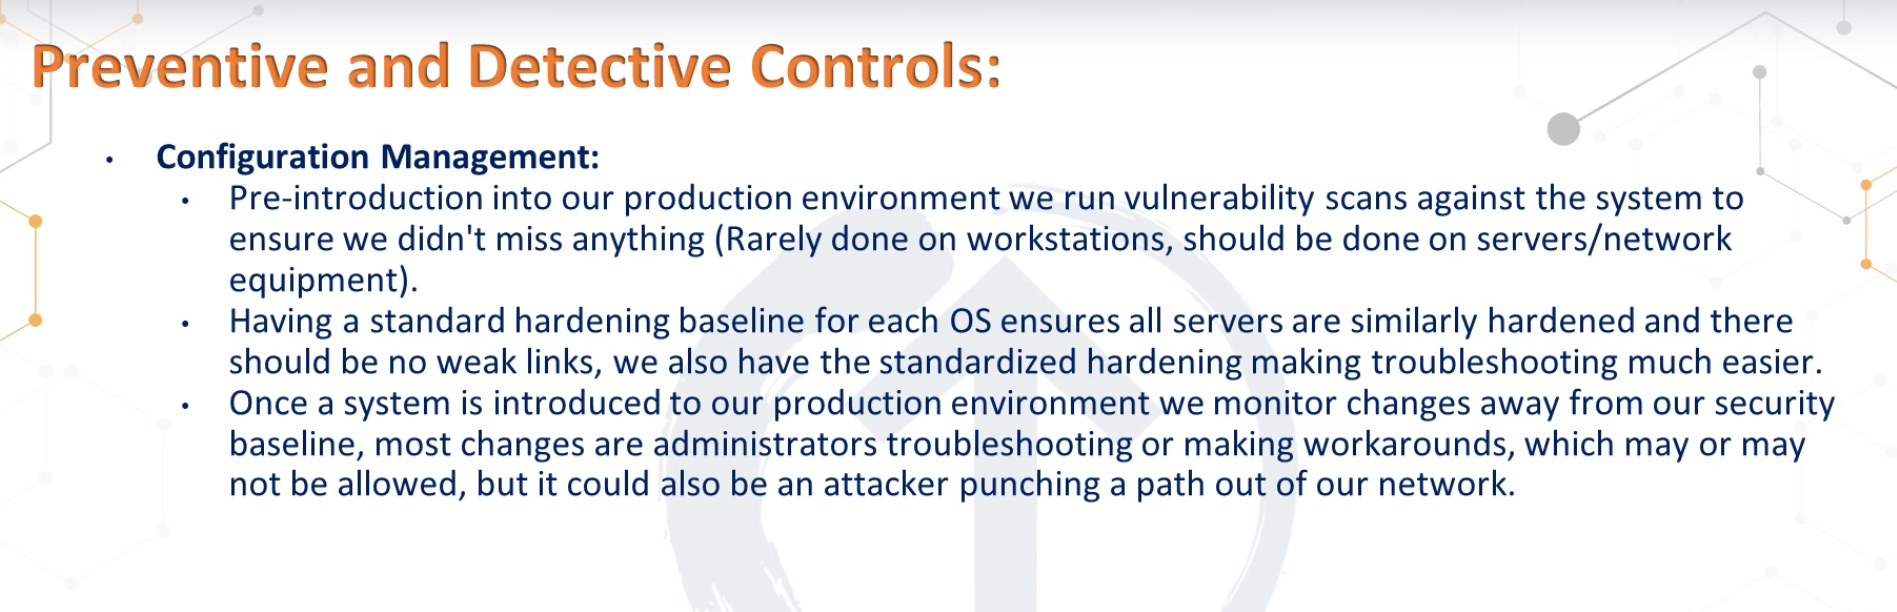 Preventive and Detective Controls:
• Configuration Management:
• Pre-introduction into our production environment we run vulnerability scans against the system to
ensure we didn't miss anything (Rarely done on workstations, should be done on servers/network
equipment).
• Having a standard hardening baseline for each OS ensures all servers are similarly hardened and there
should be no weak links, we also have the standardized hardening making troubleshooting much easier.
• Once a system is introduced to our production environment we monitor changes away from our security
baseline, most changes are administrators troubleshooting or making workarounds, which may or may
not be allowed, but it could also be an attacker punching a path out of our network.